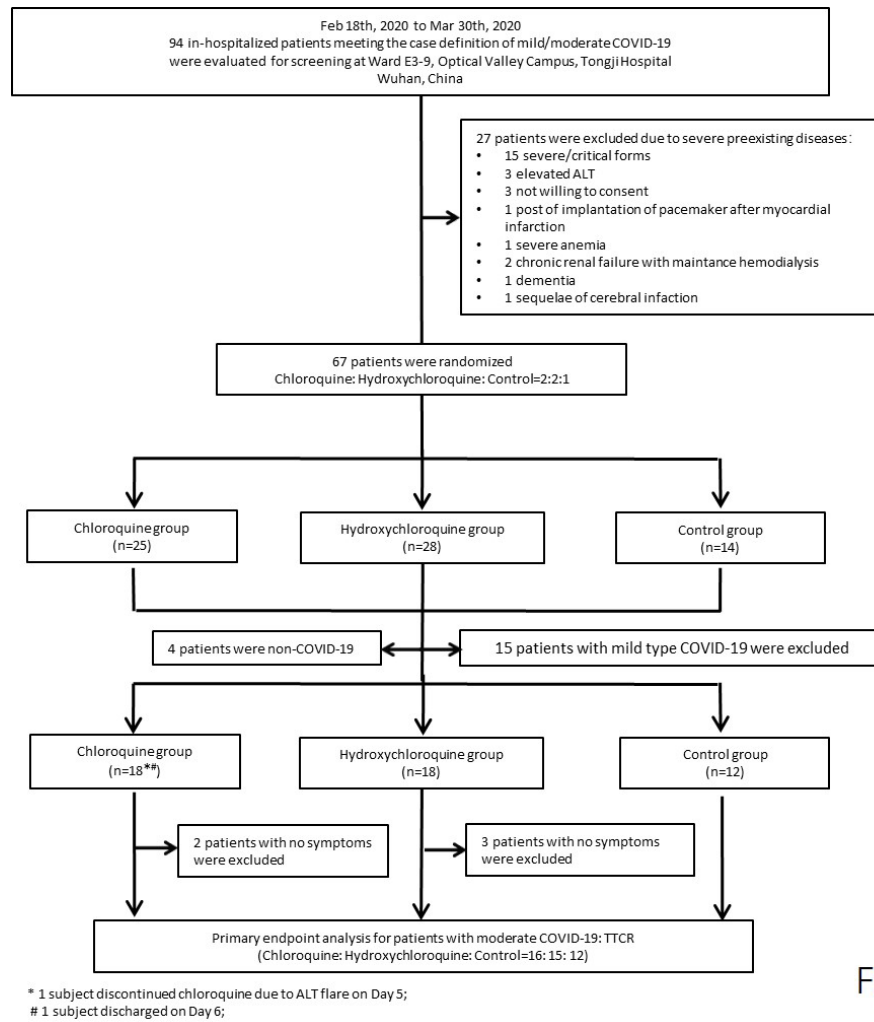 Feb 18th, 2020 to Mar 30th, 2020
94 in-hospitalized patients meeting the case definition of mild/moderate COVID-19
were evaluated for screening at Ward E3-9, Optical Valley Campus, Tongji Hospital
Wuhan, China
27 patients were excluded due to severe preexisting diseases:
• 15 severe/critical forms
• 3 elevated ALT
• 3 not willing to consent
• 1 post of implantation of pacemaker after myocardial
infarction
• 1 severe anemia
• 2 chronic renal failure with maintance hemodialysis
• 1 dementia
• 1 sequelae of cerebral infaction
67 patients were randomized
Chloroquine: Hydroxychloroquine: Control=2:2:1
Chloroquine group
(n=25)
Hydroxychloroquine group
(n=28)
Control group
(n=14)
4 patients were non-COVID-19
15 patients with mild type COVID-19 were excluded
Chloroquine group
(n=18*#)
Hydroxychloroquine group
(n=18)
Control group
(n=12)
2 patients with no symptoms
were excluded
3 patients with no symptoms
were excluded
Primary endpoint analysis for patients with moderate COVID-19: TTCR
(Chloroquine: Hydroxychloroquine: Control=16: 15: 12)
F
* 1 subject discontinued chloroquine due to ALT flare on Day 5;
# 1 subject discharged on Day 6;